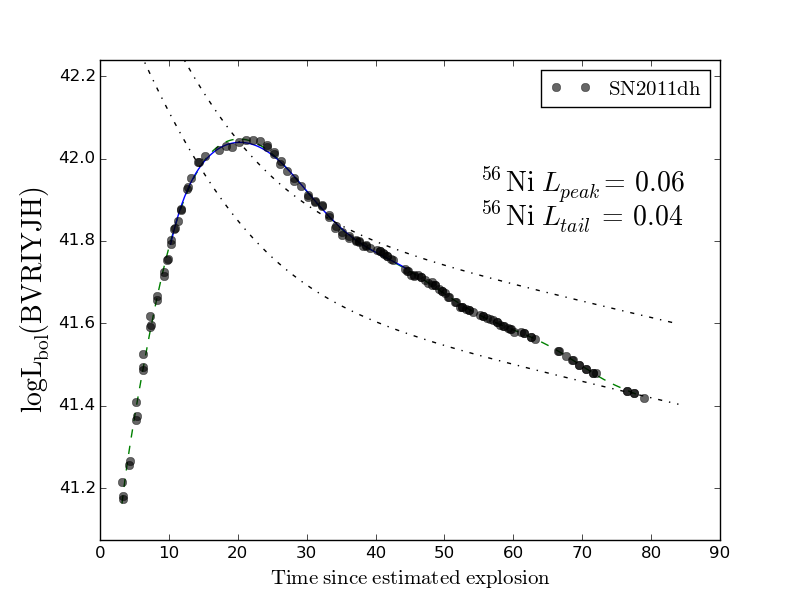 SN2011dh
⁵⁶Ni L_peak = 0.06
⁵⁶Ni L_tail = 0.04
logL_bol(BVRIYJH)
42.2
42.0
41.8
41.6
41.4
41.2
0 10 20 30 40 50 60 70 80 90
Time since estimated explosion